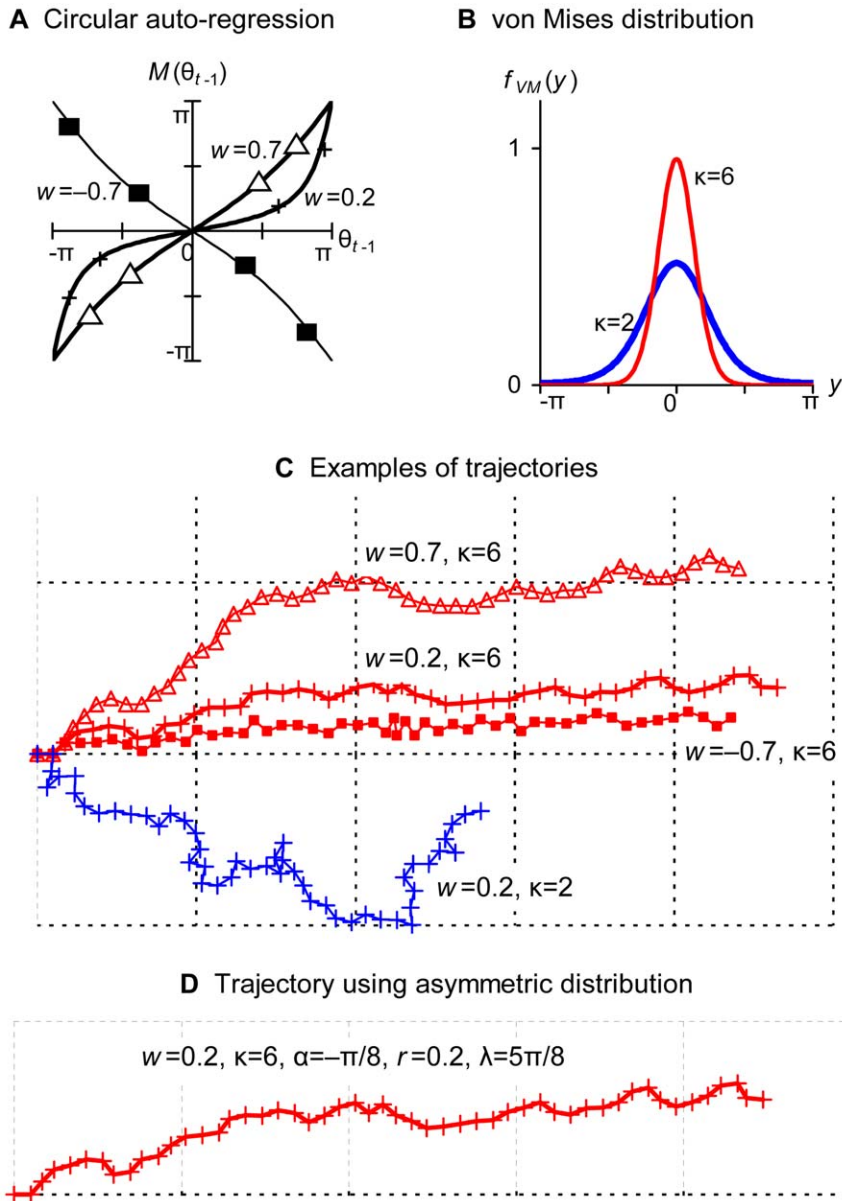 A Circular auto-regression
M(θt-1)
π
w=0.7
w=–0.7
w=0.2
-π
0
π
θt-1
-π
B von Mises distribution
fVM(y)
1
κ=6
κ=2
0
-π
0
π
y
C Examples of trajectories
w=0.7, κ=6
w=0.2, κ=6
w=–0.7, κ=6
w=0.2, κ=2
D Trajectory using asymmetric distribution
w=0.2, κ=6, α=–π/8, r=0.2, λ=5π/8